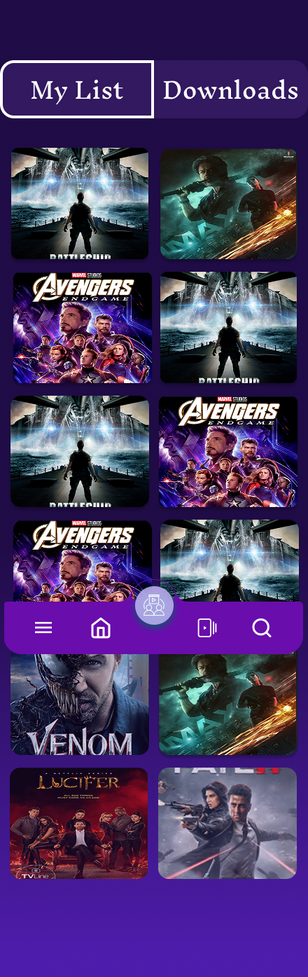 My List Downloads
BATTLESHIP
MARVEL STUDIOS
AVENGERS
ENDGAME
BATTLESHIP
BATTLESHIP
MARVEL STUDIOS
AVENGERS
ENDGAME
MARVEL STUDIOS
AVENGERS
ENDGAME
VENOM
LUCIFER
TVLine